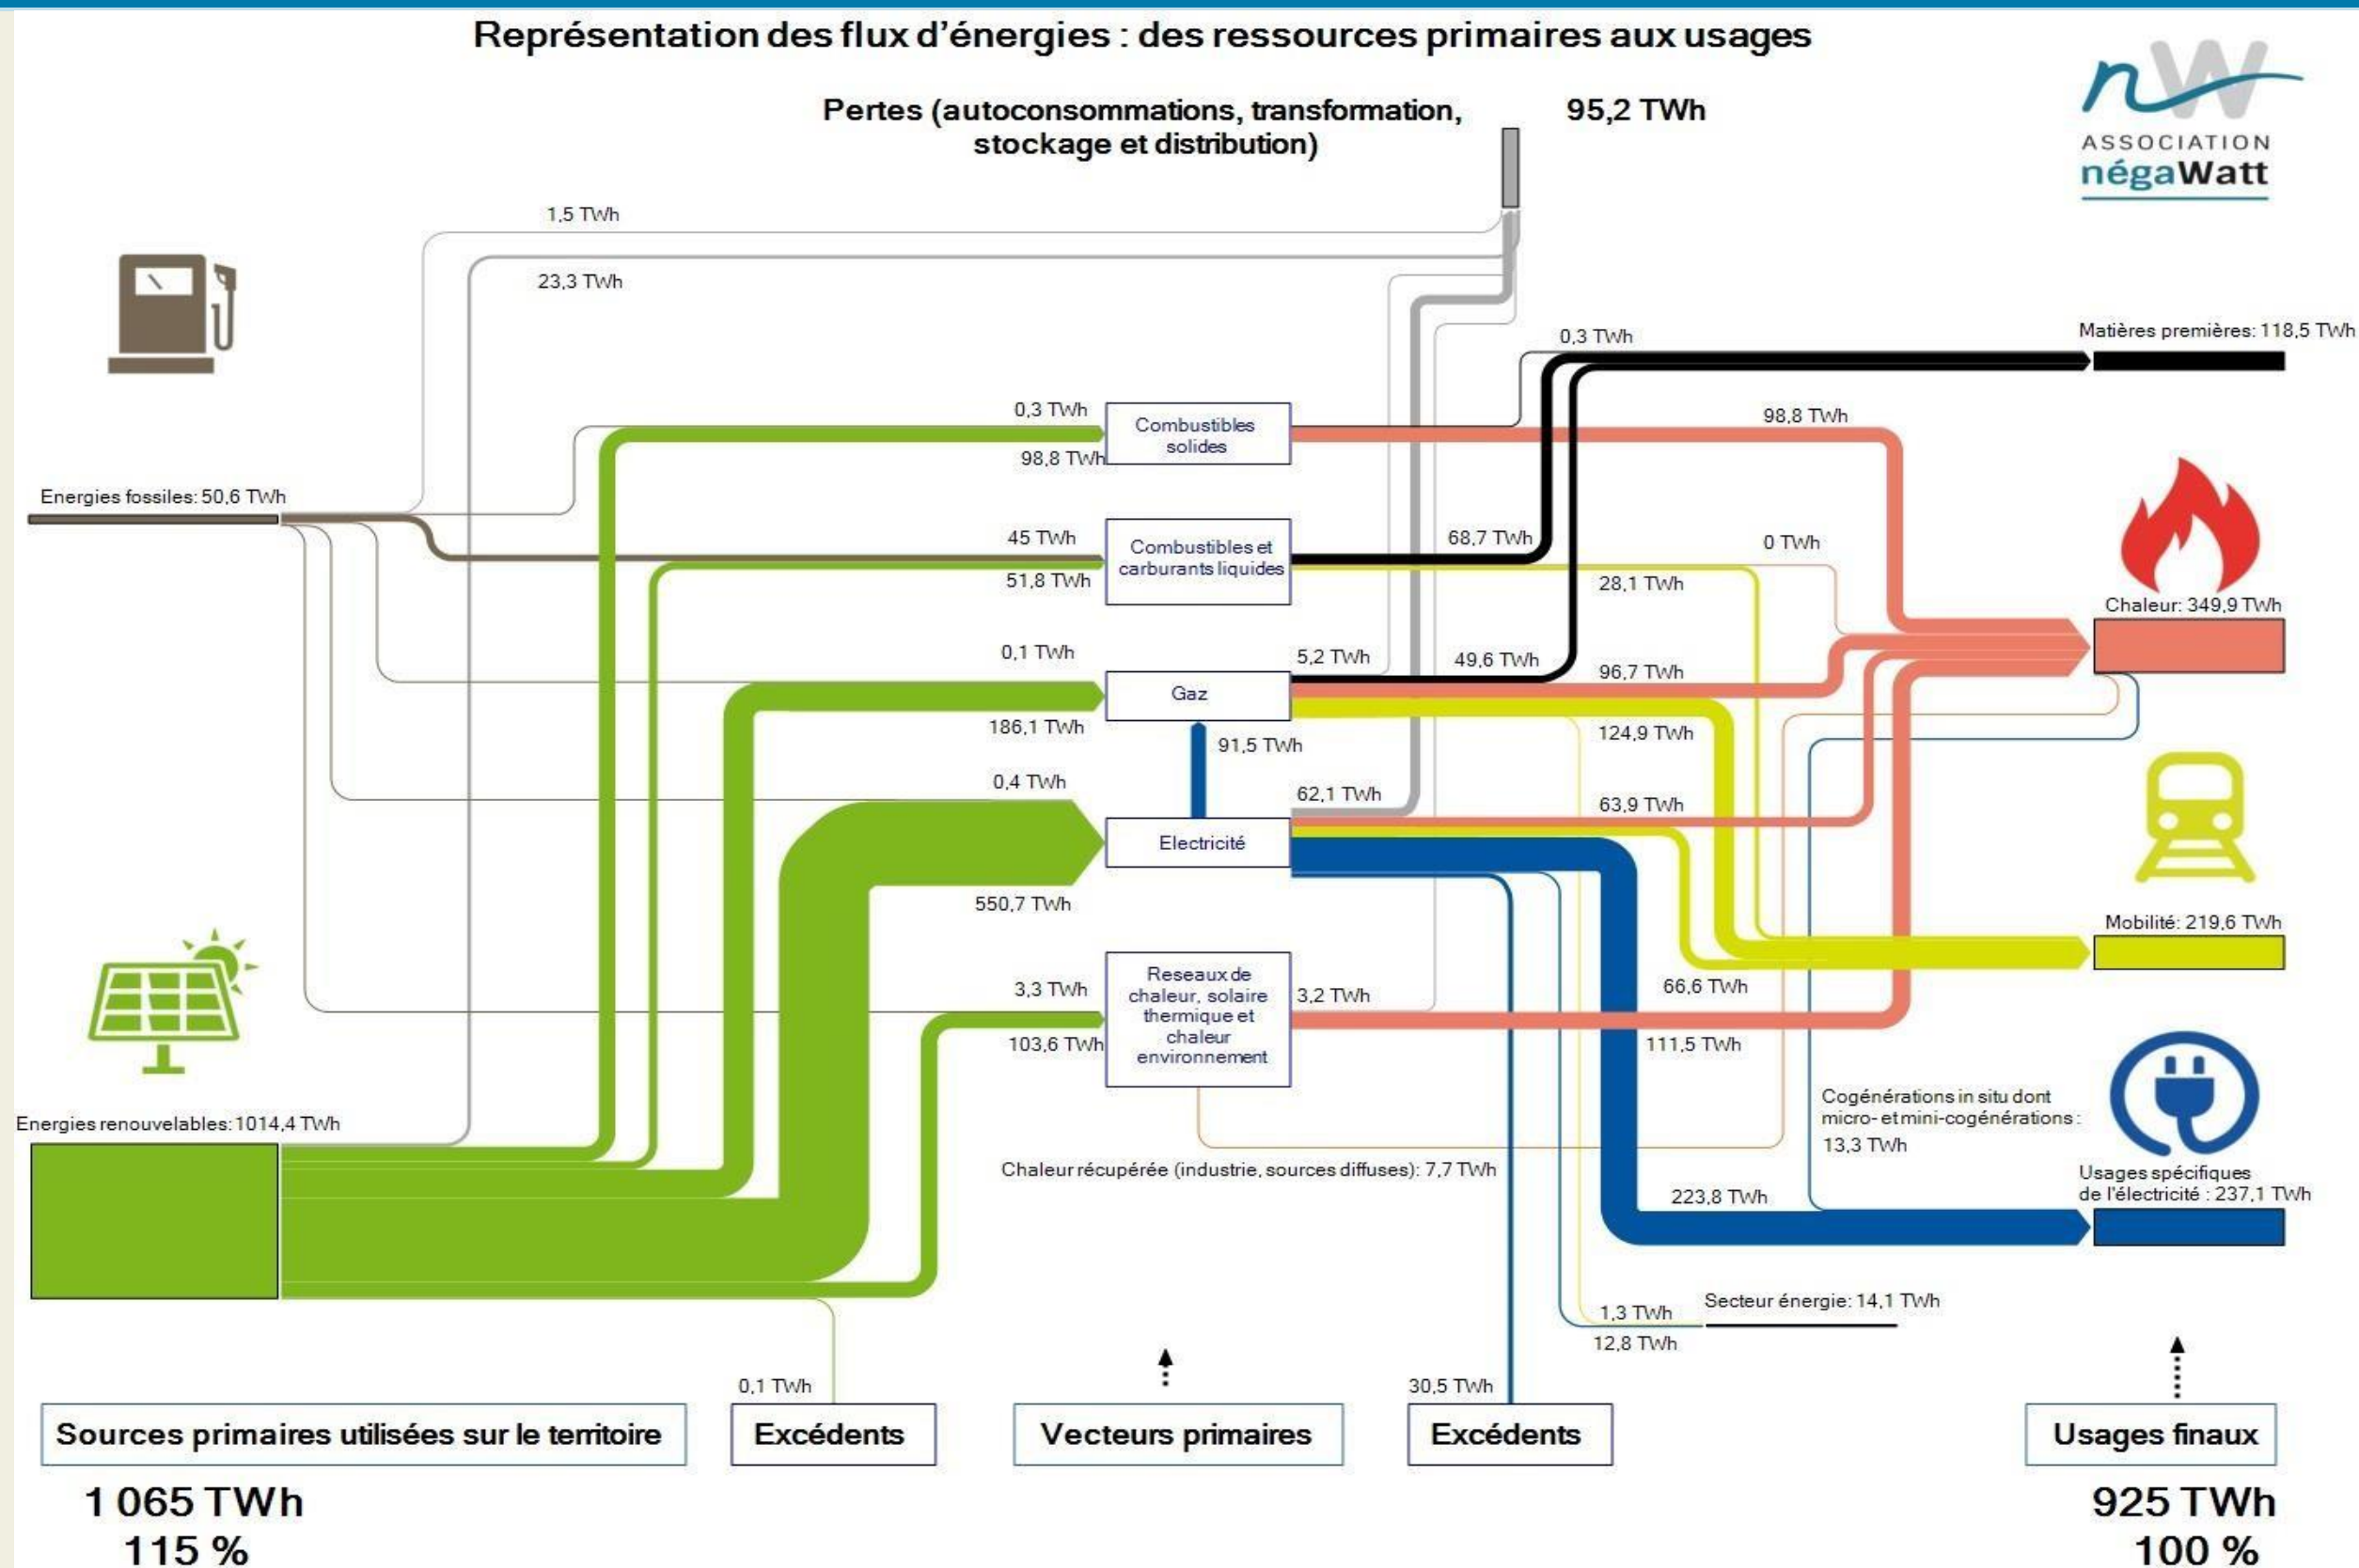 Représentation des flux d'énergies : des ressources primaires aux usages
nW
ASSOCIATION
négaWatt
Pertes (autoconsommations, transformation,
stockage et distribution)
95,2 TWh
1,5 TWh
23,3 TWh
0,3 TWh
Matières premières: 118,5 TWh
0,3 TWh
98,8 TWh
Combustibles
solides
98,8 TWh
Energies fossiles: 50,6 TWh
45 TWh
51,8 TWh
Combustibles et
carburants liquides
68,7 TWh
0 TWh
28,1 TWh
Chaleur: 349,9 TWh
0,1 TWh
186,1 TWh
Gaz
5,2 TWh
49,6 TWh
96,7 TWh
124,9 TWh
91,5 TWh
0,4 TWh
550,7 TWh
Electricité
62,1 TWh
63,9 TWh
66,6 TWh
Mobilité: 219,6 TWh
3,3 TWh
103,6 TWh
Reseaux de
chaleur, solaire
thermique et
chaleur
environnement
3,2 TWh
111,5 TWh
Cogénérations in situ dont
micro- et mini-cogénérations :
13,3 TWh
Energies renouvelables: 1014,4 TWh
Chaleur récupérée (industrie, sources diffuses): 7,7 TWh
223,8 TWh
Usages spécifiques
de l'électricité : 237,1 TWh
1,3 TWh
12,8 TWh
Secteur énergie: 14,1 TWh
0,1 TWh
30,5 TWh
Sources primaires utilisées sur le territoire
Excédents
Vecteurs primaires
Excédents
Usages finaux
1 065 TWh
115 %
925 TWh
100 %